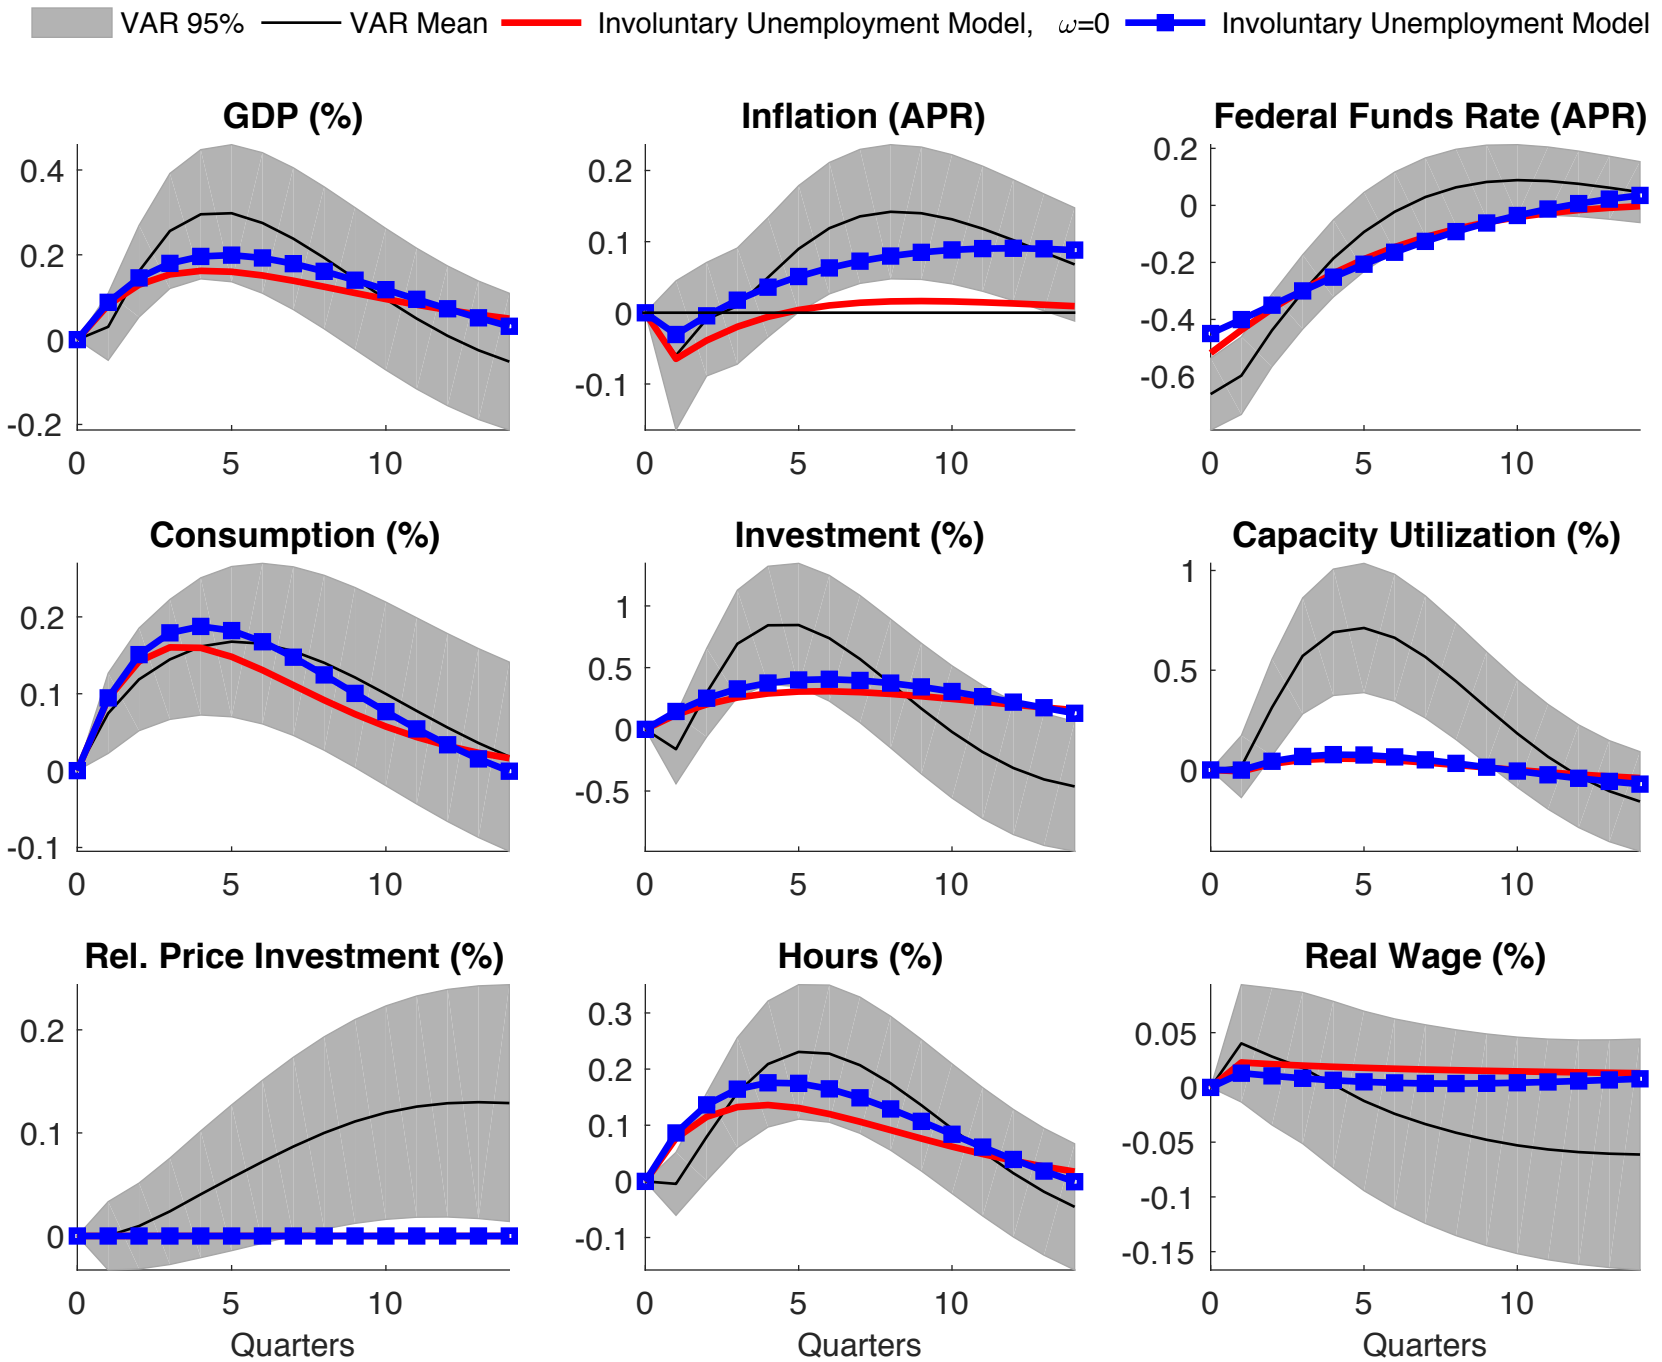 VAR 95% VAR Mean Involuntary Unemployment Model, ω=0 Involuntary Unemployment Model
GDP (%) Inflation (APR) Federal Funds Rate (APR)
0.4
0.2
0
-0.2
0 5 10
0.2
0.1
0
-0.1
0 5 10
0.2
0
-0.2
-0.4
-0.6
0 5 10
Consumption (%) Investment (%) Capacity Utilization (%)
0.2
0.1
0
-0.1
0 5 10
1
0.5
0
-0.5
0 5 10
1
0.5
0
0 5 10
Rel. Price Investment (%) Hours (%) Real Wage (%)
0.2
0.1
0
0 5 10
Quarters
0.3
0.2
0.1
0
-0.1
0 5 10
Quarters
0.05
0
-0.05
-0.1
-0.15
0 5 10
Quarters